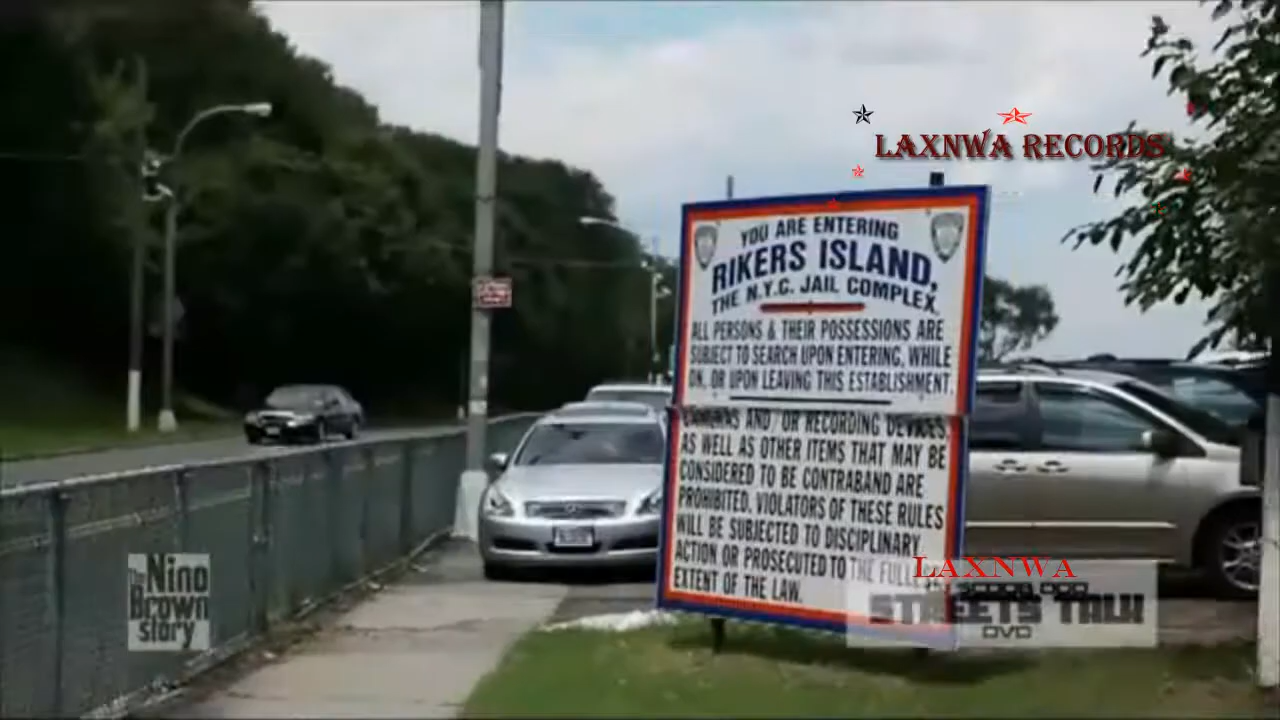 LAXNWA RECORDS
YOU ARE ENTERING
RIKERS ISLAND,
THE N.Y.C. JAIL COMPLEX.
ALL PERSONS & THEIR POSSESSIONS ARE
SUBJECT TO SEARCH UPON ENTERING, WHILE
ON, OR UPON LEAVING THIS ESTABLISHMENT.
CAMERAS AND/OR RECORDING DEVICES,
AS WELL AS OTHER ITEMS THAT MAY BE
CONSIDERED TO BE CONTRABAND ARE
PROHIBITED. VIOLATORS OF THESE RULES
WILL BE SUBJECTED TO DISCIPLINARY
ACTION OR PROSECUTED TO THE FULL
EXTENT OF THE LAW.
The Nino
Brown
story
LAXNWA
STREETS TALK
DVD